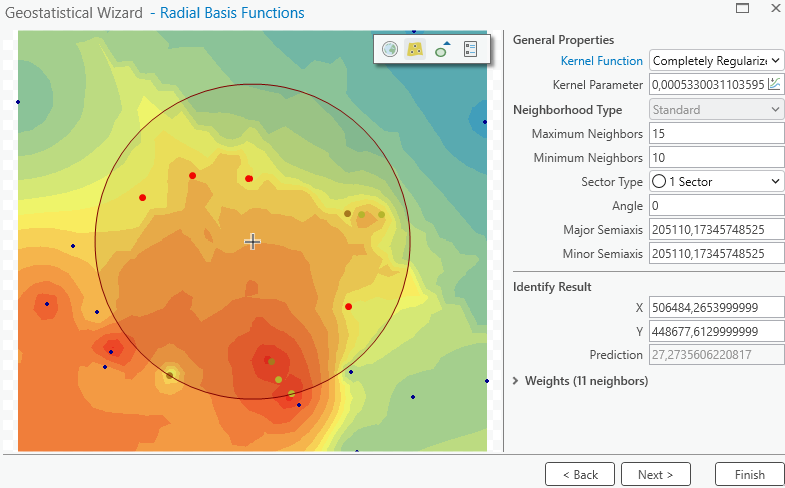 Geostatistical Wizard - Radial Basis Functions
General Properties
Kernel Function Completely Regularize
Kernel Parameter 0,0005330031103595
Neighborhood Type Standard
Maximum Neighbors 15
Minimum Neighbors 10
Sector Type 1 Sector
Angle 0
Major Semiaxis 205110,17345748525
Minor Semiaxis 205110,17345748525
Identify Result
X 506484,2653999999
Y 448677,6129999999
Prediction 27,2735606220817
Weights (11 neighbors)
< Back Next > Finish